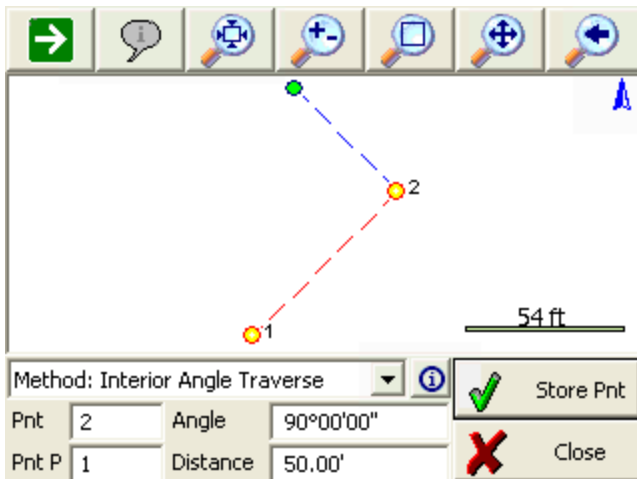 2
1
54 ft
Method: Interior Angle Traverse
Store Pnt
Pnt 2 Angle 90°00'00"
Pnt P 1 Distance 50.00'
Close